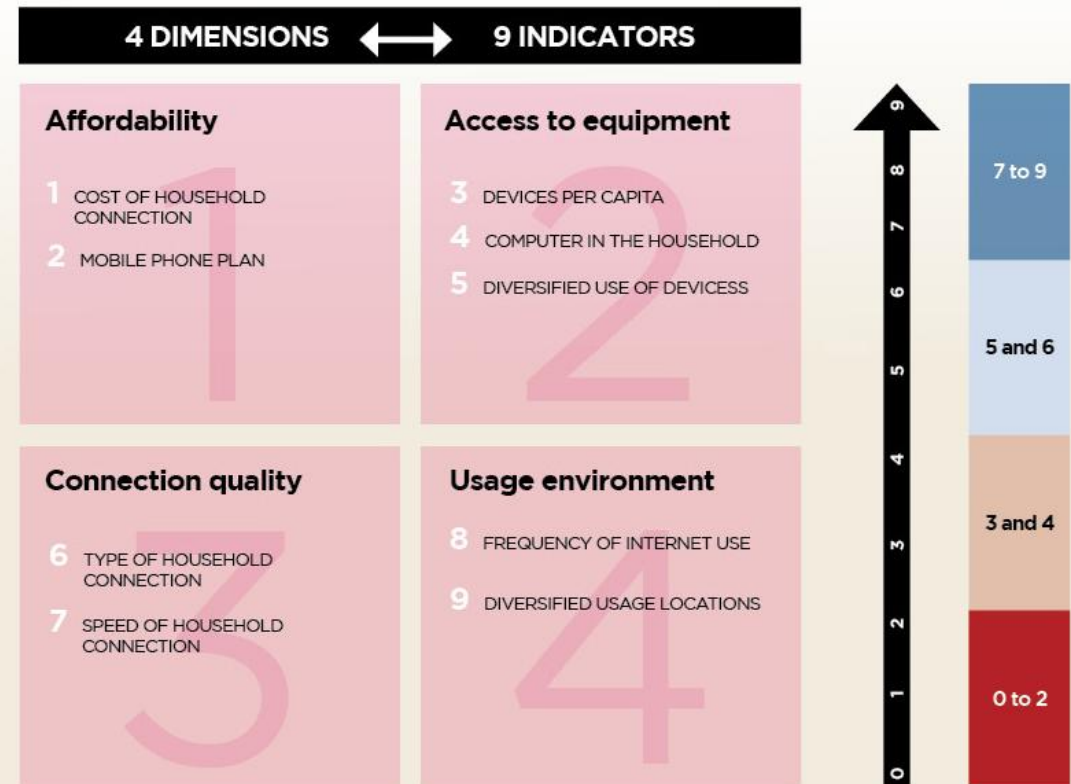 4 DIMENSIONS 9 INDICATORS
Affordability
1
1 COST OF HOUSEHOLD
CONNECTION
2 MOBILE PHONE PLAN
Access to equipment
2
3 DEVICES PER CAPITA
4 COMPUTER IN THE HOUSEHOLD
5 DIVERSIFIED USE OF DEVICESS
Connection quality
3
6 TYPE OF HOUSEHOLD
CONNECTION
7 SPEED OF HOUSEHOLD
CONNECTION
Usage environment
4
8 FREQUENCY OF INTERNET USE
9 DIVERSIFIED USAGE LOCATIONS
9
8
7
6
5
4
3
2
1
0
7 to 9
5 and 6
3 and 4
0 to 2